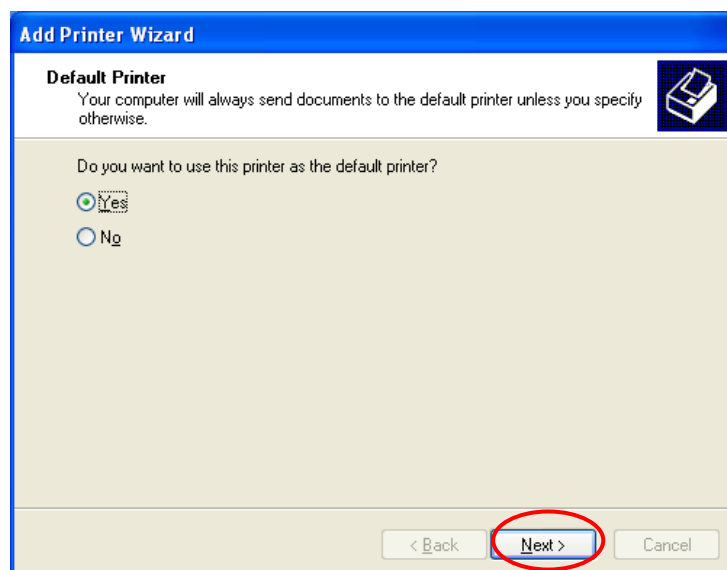 Add Printer Wizard
Default Printer
Your computer will always send documents to the default printer unless you specify
otherwise.
Do you want to use this printer as the default printer?
Yes
No
< Back Next > Cancel